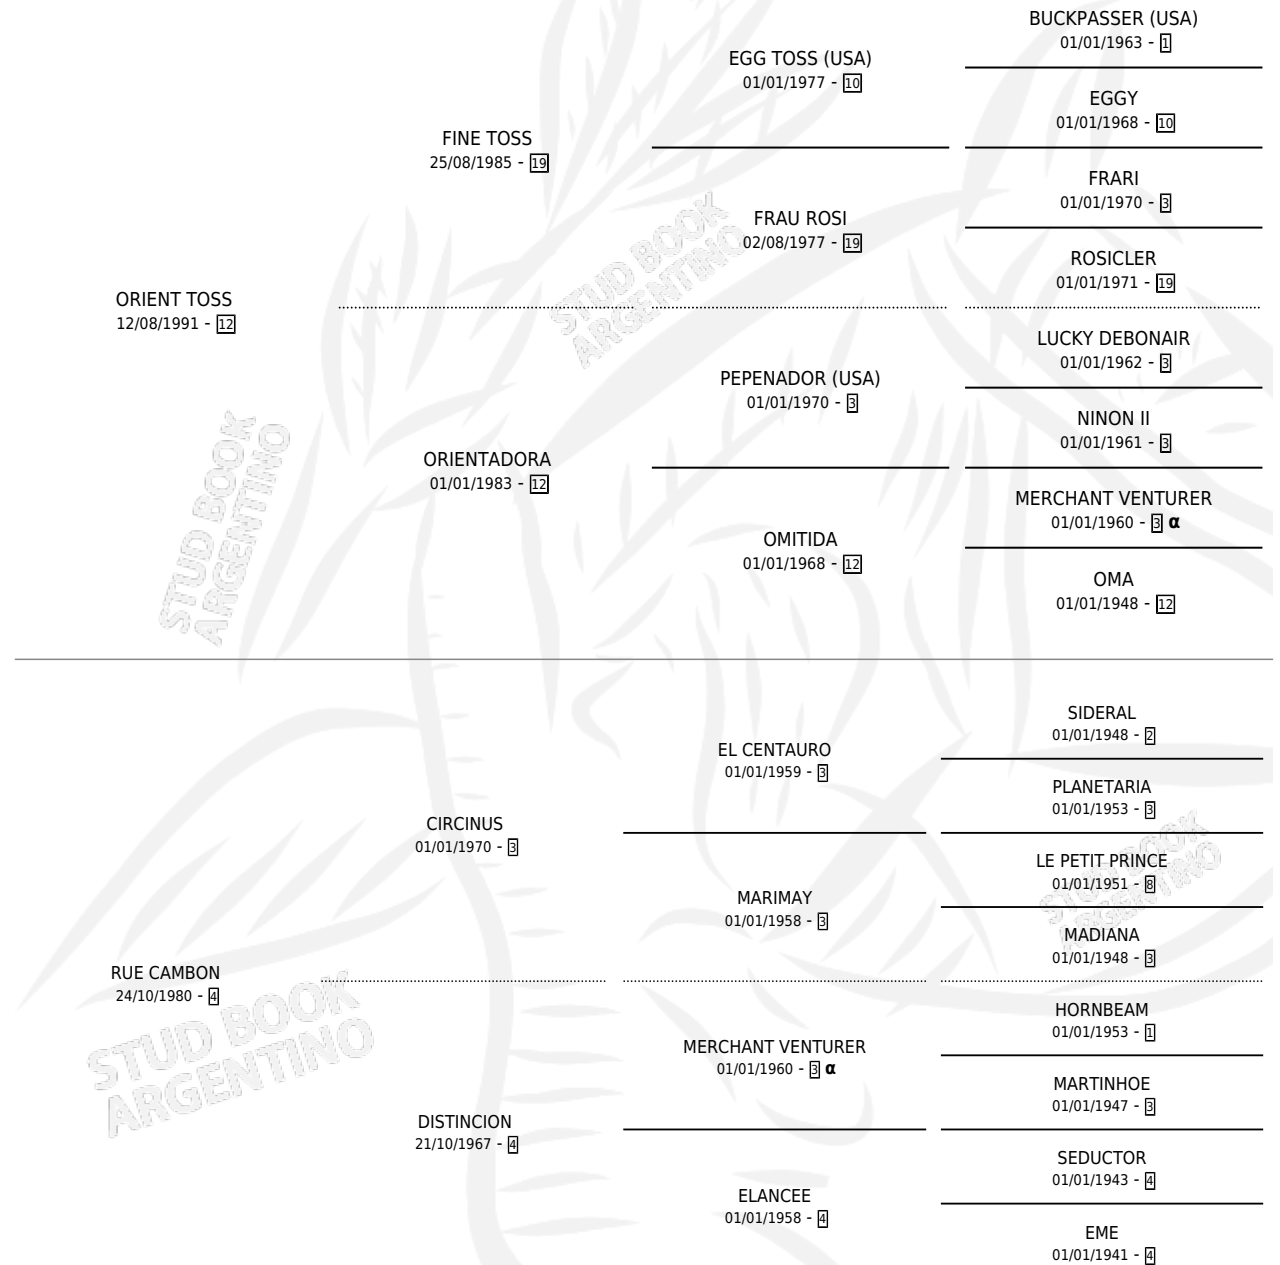 BUCKPASSER (USA)
01/01/1963 - 1
EGG TOSS (USA)
01/01/1977 - 10
EGGY
01/01/1968 - 10
FINE TOSS
25/08/1985 - 19
FRARI
01/01/1970 - 3
FRAU ROSI
02/08/1977 - 19
ROSICLER
01/01/1971 - 19
ORIENT TOSS
12/08/1991 - 12
LUCKY DEBONAIR
01/01/1962 - 3
PEPENADOR (USA)
01/01/1970 - 3
NINON II
01/01/1961 - 3
ORIENTADORA
01/01/1983 - 12
MERCHANT VENTURER
01/01/1960 - 3 α
OMITIDA
01/01/1968 - 12
OMA
01/01/1948 - 12
SIDERAL
01/01/1948 - 2
EL CENTAURO
01/01/1959 - 3
PLANETARIA
01/01/1953 - 3
CIRCINUS
01/01/1970 - 3
LE PETIT PRINCE
01/01/1951 - 8
MARIMAY
01/01/1958 - 3
MADIANA
01/01/1948 - 3
RUE CAMBON
24/10/1980 - 4
HORNBEAM
01/01/1953 - 1
MERCHANT VENTURER
01/01/1960 - 3 α
MARTINHOE
01/01/1947 - 3
DISTINCION
21/10/1967 - 4
SEDUCTOR
01/01/1943 - 4
ELANCEE
01/01/1958 - 4
EME
01/01/1941 - 4
STUD BOOK
ARGENTINO
STUD BOOK
ARGENTINO
STUD BOOK
ARGENTINO
STUD BOOK
ARGENTINO